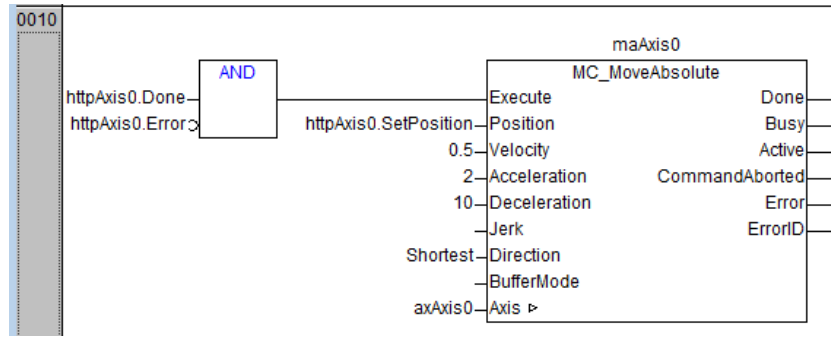 0010
maAxis0
AND MC_MoveAbsolute
httpAxis0.Done Execute Done
httpAxis0.Error httpAxis0.SetPosition Position Busy
0.5 Velocity Active
2 Acceleration CommandAborted
10 Deceleration Error
Jerk ErrorID
Shortest Direction
BufferMode
axAxis0 Axis